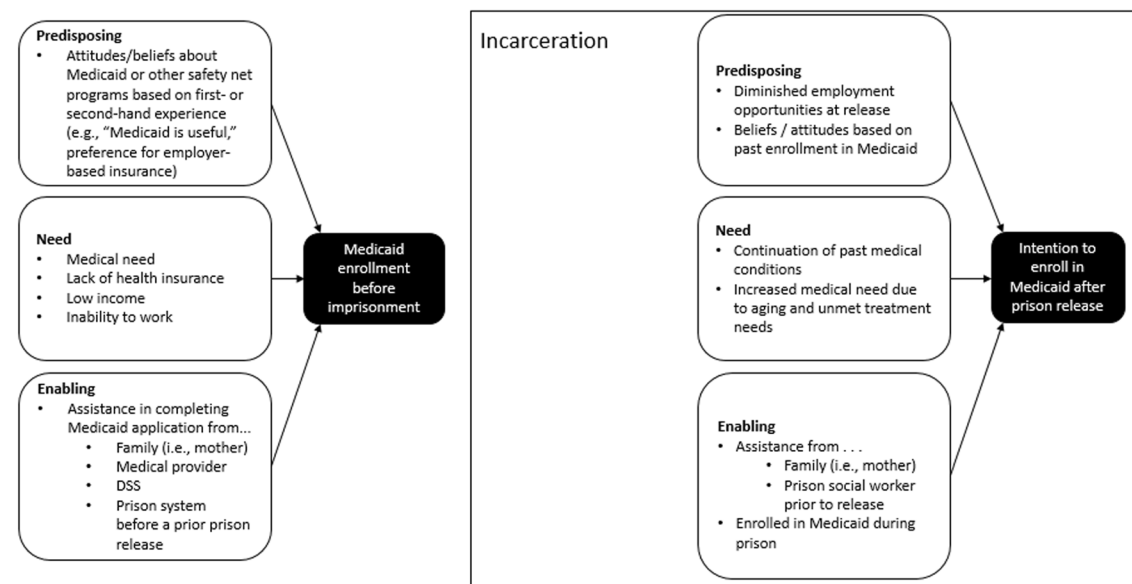 Predisposing
• Attitudes/beliefs about
Medicaid or other safety net
programs based on first- or
second-hand experience
(e.g., “Medicaid is useful,”
preference for employer-
based insurance)
Need
• Medical need
• Lack of health insurance
• Low income
• Inability to work
Enabling
• Assistance in completing
Medicaid application from...
• Family (i.e., mother)
• Medical provider
• DSS
• Prison system
before a prior prison
release
Medicaid
enrollment
before
imprisonment
Incarceration
Predisposing
• Diminished employment
opportunities at release
• Beliefs / attitudes based on
past enrollment in Medicaid
Need
• Continuation of past medical
conditions
• Increased medical need due
to aging and unmet treatment
needs
Enabling
• Assistance from . . .
• Family (i.e., mother)
• Prison social worker
prior to release
• Enrolled in Medicaid during
prison
Intention to
enroll in
Medicaid after
prison release